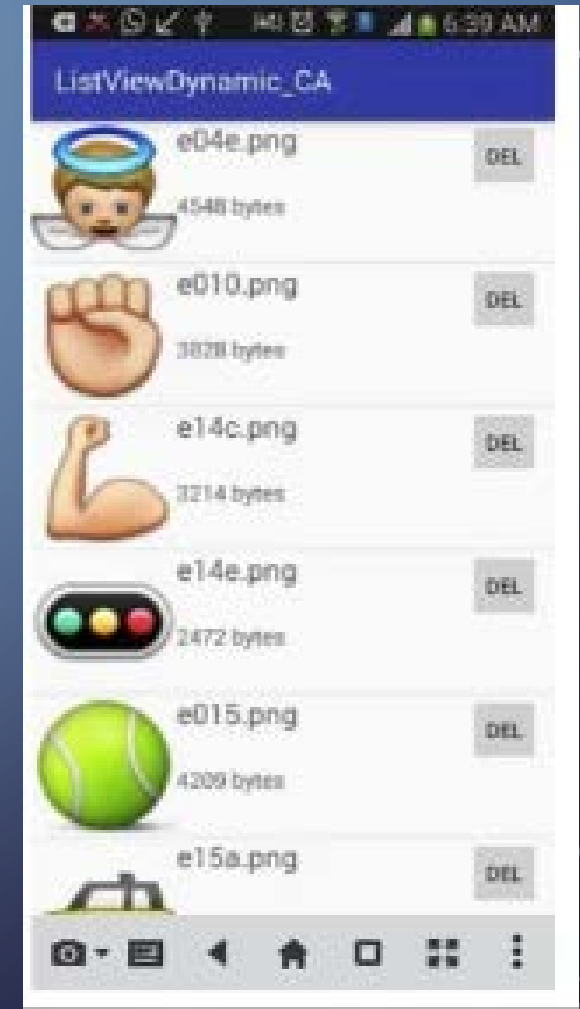 6:39 AM
ListViewDynamic_CA
e04e.png
DEL
4548 bytes
e010.png
DEL
3828 bytes
e14c.png
DEL
3214 bytes
e14e.png
DEL
2472 bytes
e015.png
DEL
4209 bytes
e15a.png
DEL